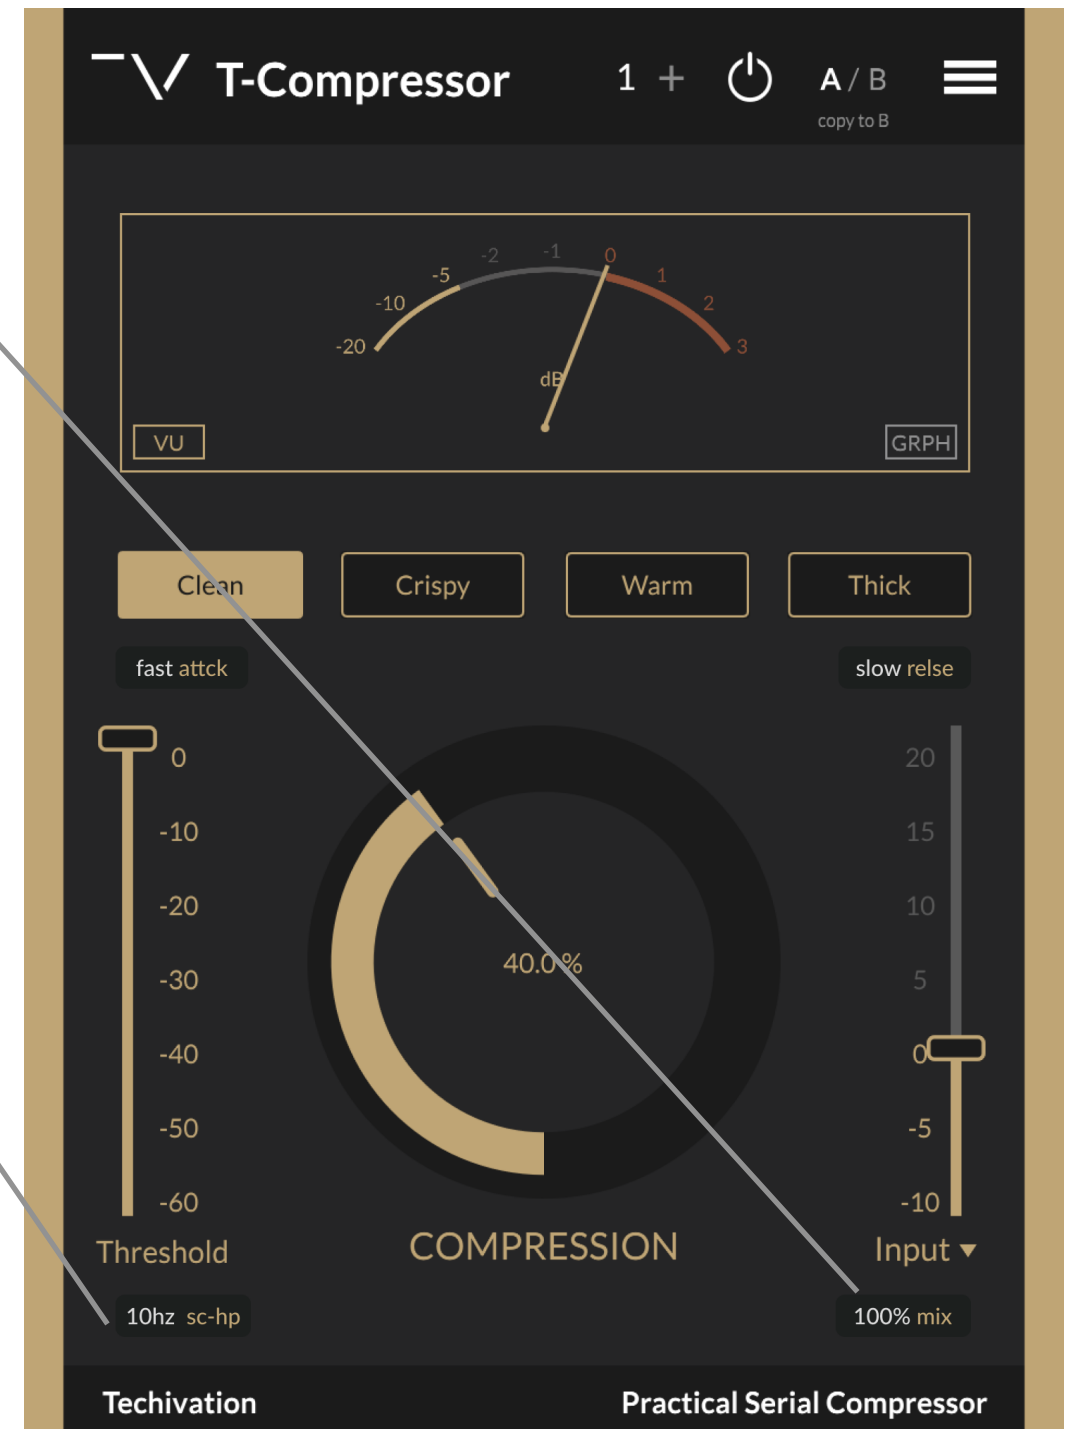 T-Compressor 1 + A / B
copy to B
-20 -10 -5 -2 -1 0 1 2 3
dB
VU GRPH
Clean Crispy Warm Thick
fast attck slow relse
0 20
-10 15
-20 10
40.0 %
-30 5
-40 0
-50 -5
-60 -10
Threshold COMPRESSION Input
10hz sc-hp 100% mix
Techivation Practical Serial Compressor